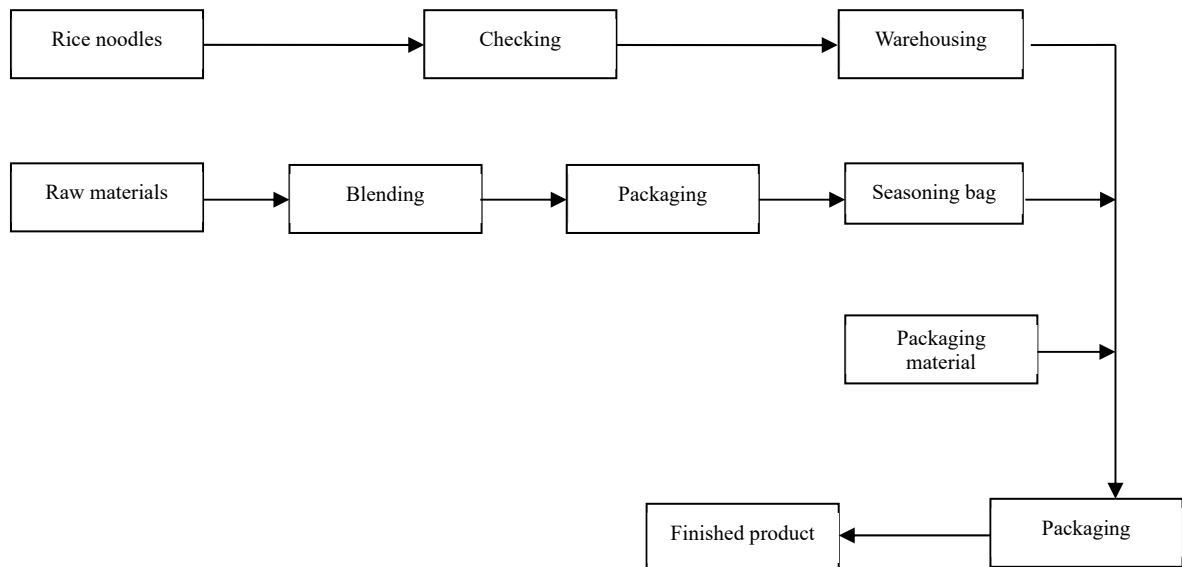 Rice noodles
Checking
Warehousing
Raw materials
Blending
Packaging
Seasoning bag
Packaging
material
Finished product
Packaging